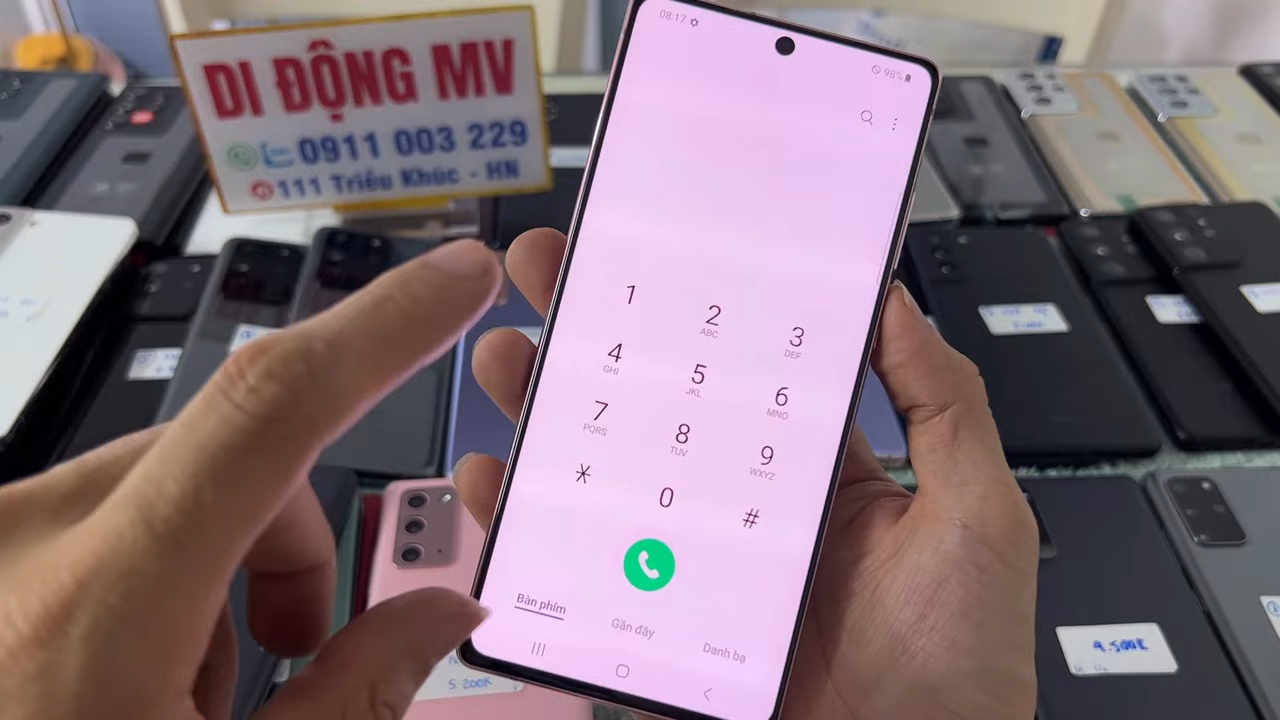 DI ĐỘNG MV
0911 003 229
111 Triều Khúc - HN
08:17
98%
1
2
ABC
3
DEF
4
GHI
5
JKL
6
MNO
7
PQRS
8
TUV
9
WXYZ
*
0
#
Bàn phím
Gần đây
Danh bạ
5 200K
9.500K